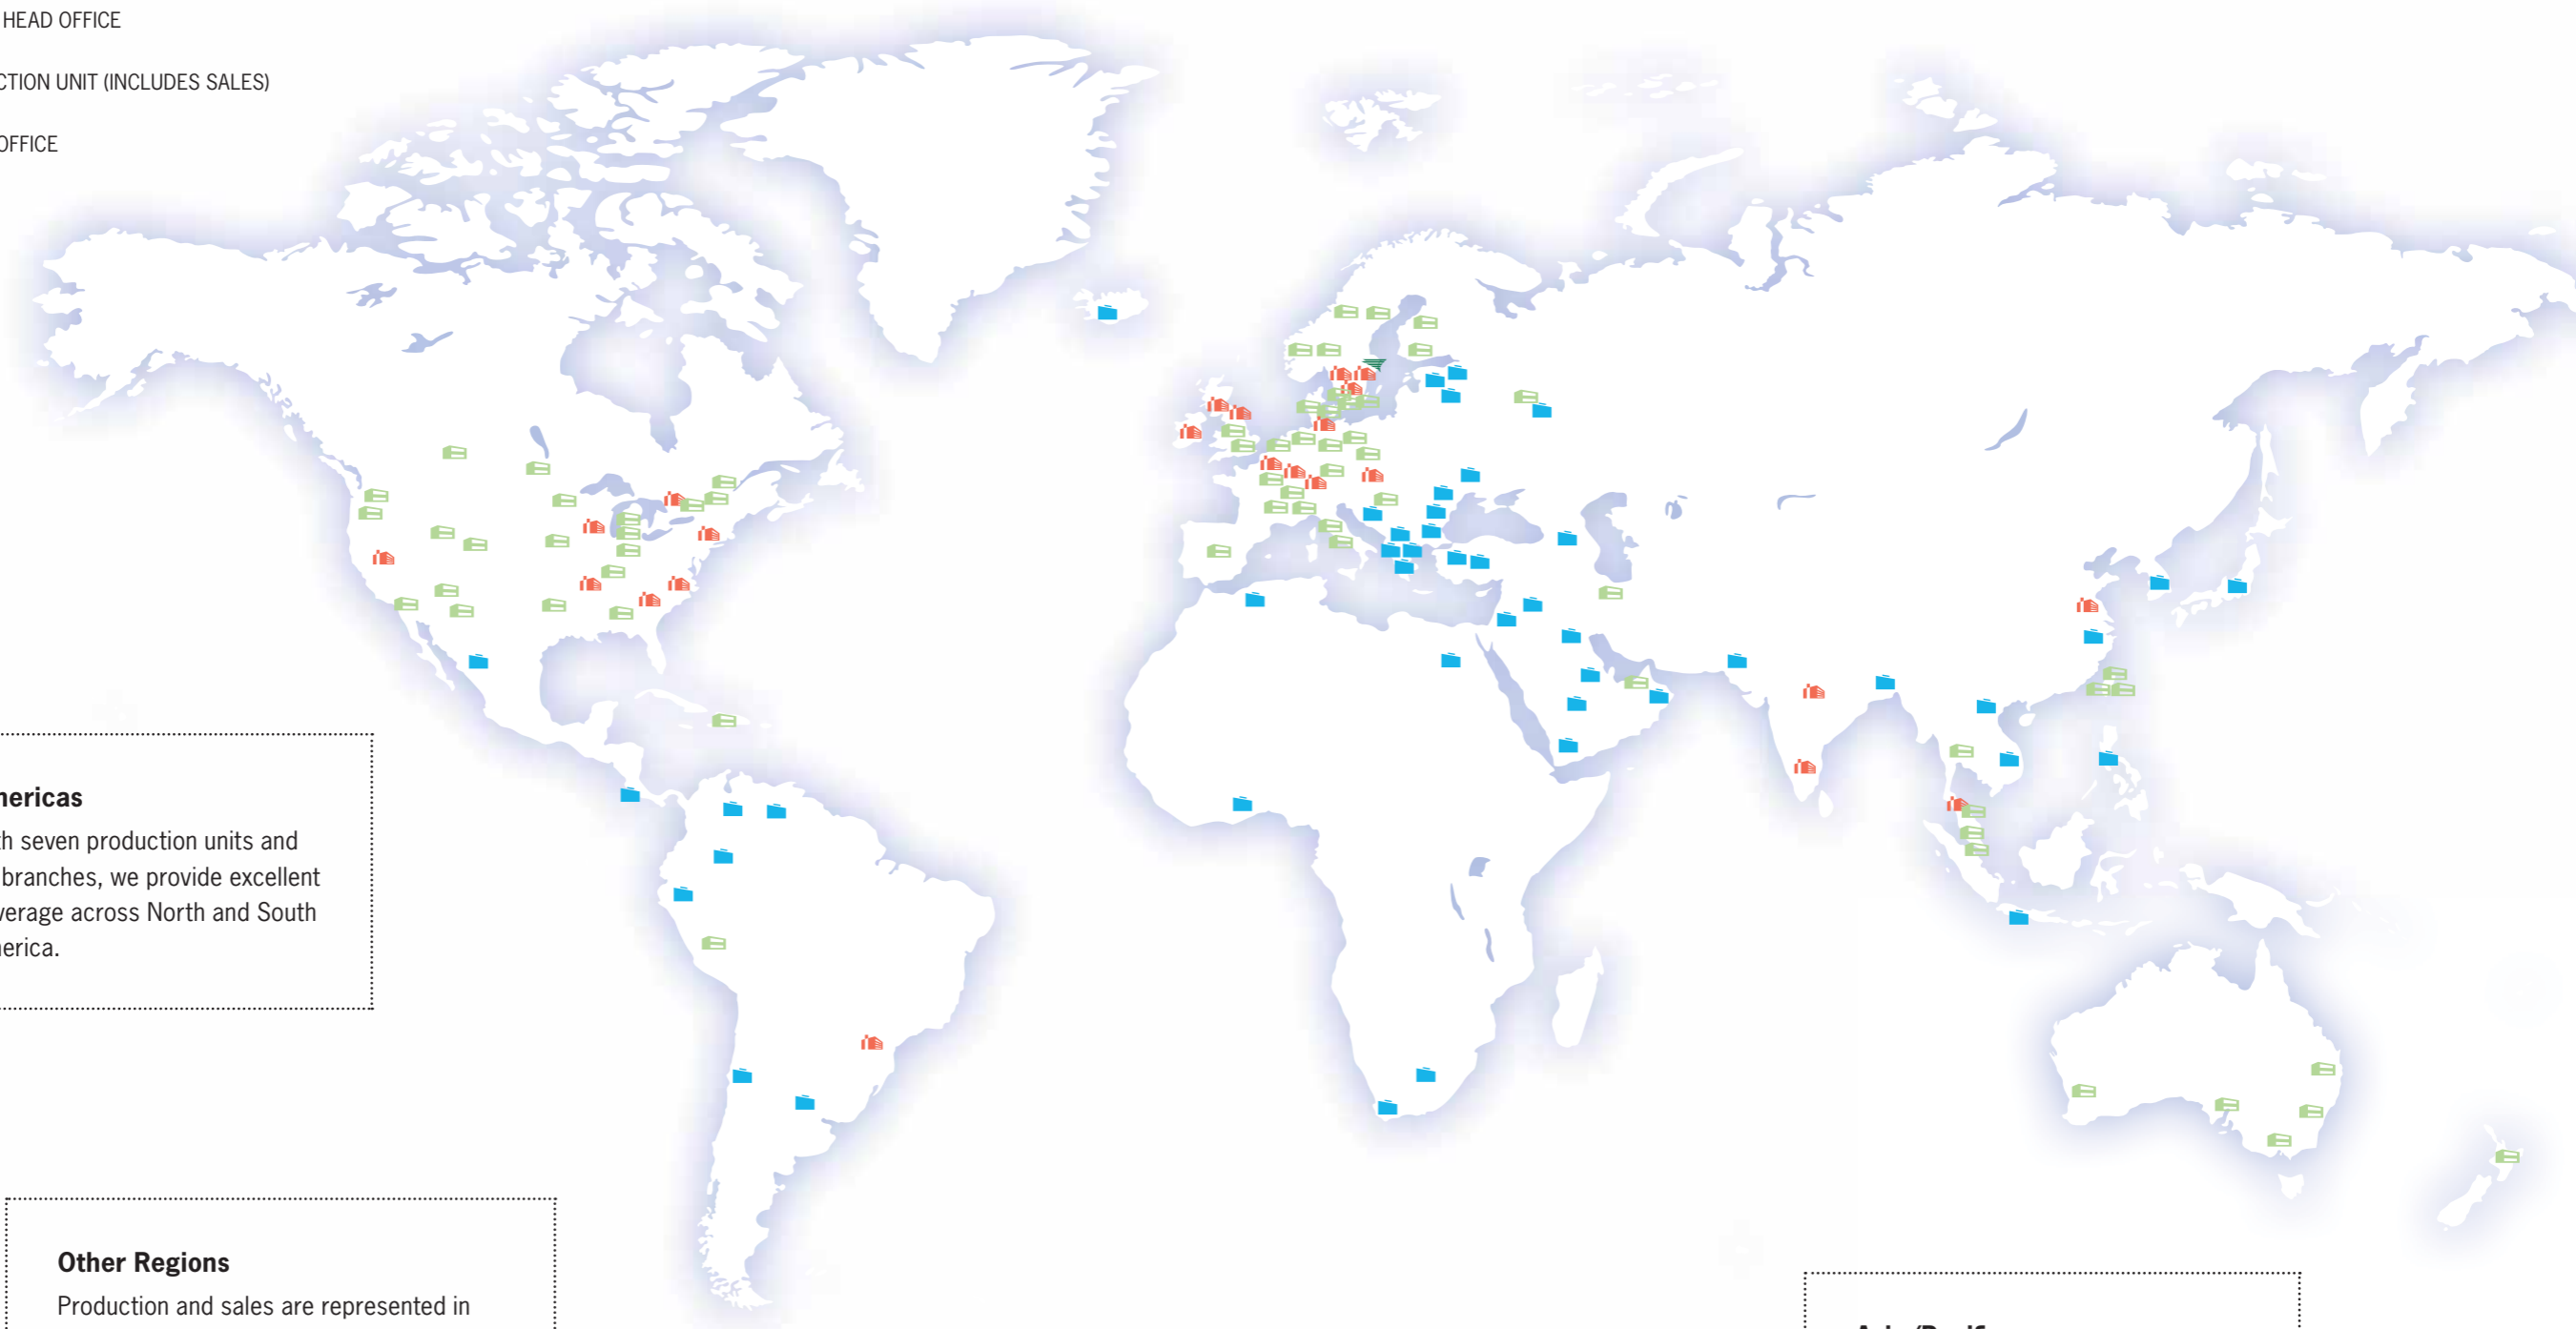 HEAD OFFICE
CTION UNIT (INCLUDES SALES)
OFFICE
nericas
th seven production units and
branches, we provide excellent
verage across North and South
nerica.
Other Regions
Production and sales are represented in